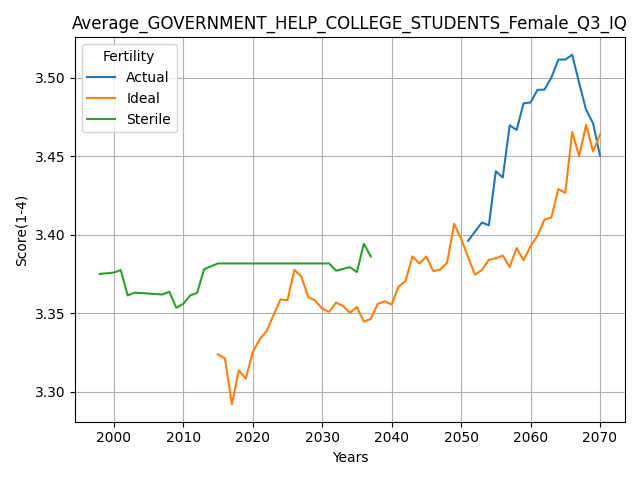 Average_GOVERNMENT_HELP_COLLEGE_STUDENTS_Female_Q3_IQ
Fertility
Actual
Ideal
Sterile
Score(1-4)
3.50
3.45
3.40
3.35
3.30
2000 2010 2020 2030 2040 2050 2060 2070
Years